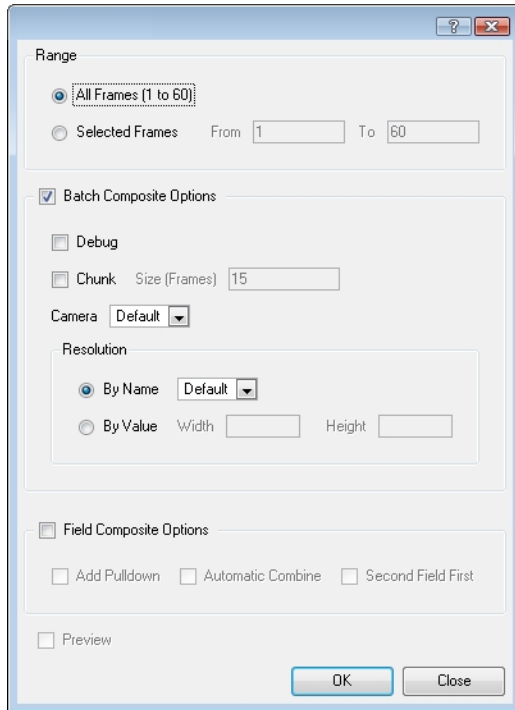 ?
Range
All Frames (1 to 60)
Selected Frames From 1 To 60
Batch Composite Options
Debug
Chunk Size (Frames) 15
Camera Default
Resolution
By Name Default
By Value Width Height
Field Composite Options
Add Pulldown Automatic Combine Second Field First
Preview
OK Close